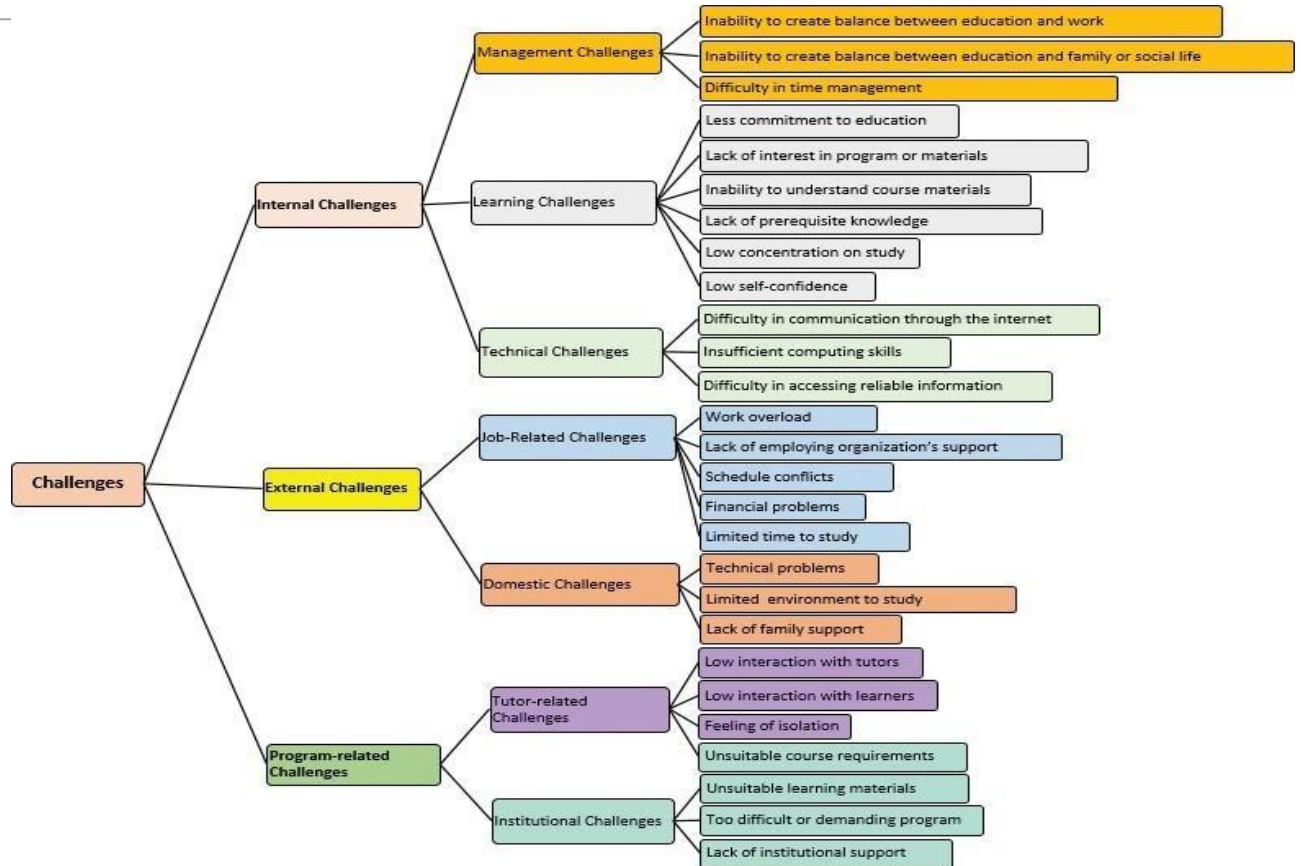 Challenges
Internal Challenges
Management Challenges
Inability to create balance between education and work
Inability to create balance between education and family or social life
Difficulty in time management
Learning Challenges
Less commitment to education
Lack of interest in program or materials
Inability to understand course materials
Lack of prerequisite knowledge
Low concentration on study
Low self-confidence
Technical Challenges
Difficulty in communication through the internet
Insufficient computing skills
Difficulty in accessing reliable information
External Challenges
Job-Related Challenges
Work overload
Lack of employing organization's support
Schedule conflicts
Financial problems
Limited time to study
Domestic Challenges
Technical problems
Limited environment to study
Lack of family support
Program-related
Challenges
Tutor-related
Challenges
Low interaction with tutors
Low interaction with learners
Feeling of isolation
Unsuitable course requirements
Institutional Challenges
Unsuitable learning materials
Too difficult or demanding program
Lack of institutional support